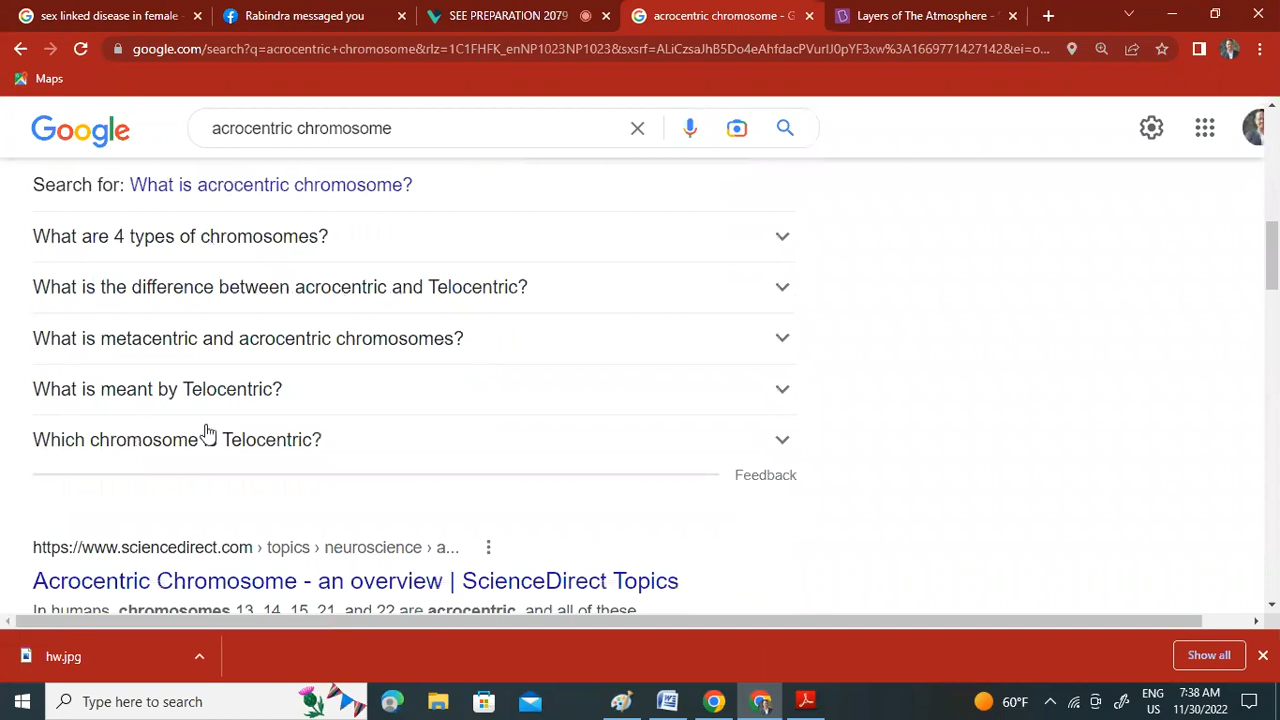 sex linked disease in female -
Rabindra messaged you
SEE PREPARATION 2079
acrocentric chromosome - G
Layers of The Atmosphere -
google.com/search?q=acrocentric+chromosome&rlz=1C1FHFK_enNP1023NP1023&sxsrf=ALiCzsaJhB5Do4eAhfdacPVurIJ0pYF3xw%3A1669771427142&ei=o...
Maps
Google
acrocentric chromosome
Search for: What is acrocentric chromosome?
What are 4 types of chromosomes?
What is the difference between acrocentric and Telocentric?
What is metacentric and acrocentric chromosomes?
What is meant by Telocentric?
Which chromosome Telocentric?
Feedback
https://www.sciencedirect.com › topics › neuroscience › a...
Acrocentric Chromosome - an overview | ScienceDirect Topics
In humans, chromosomes 13, 14, 15, 21, and 22 are acrocentric, and all of these
hw.jpg
Show all
Type here to search
60°F
ENG
US
7:38 AM
11/30/2022